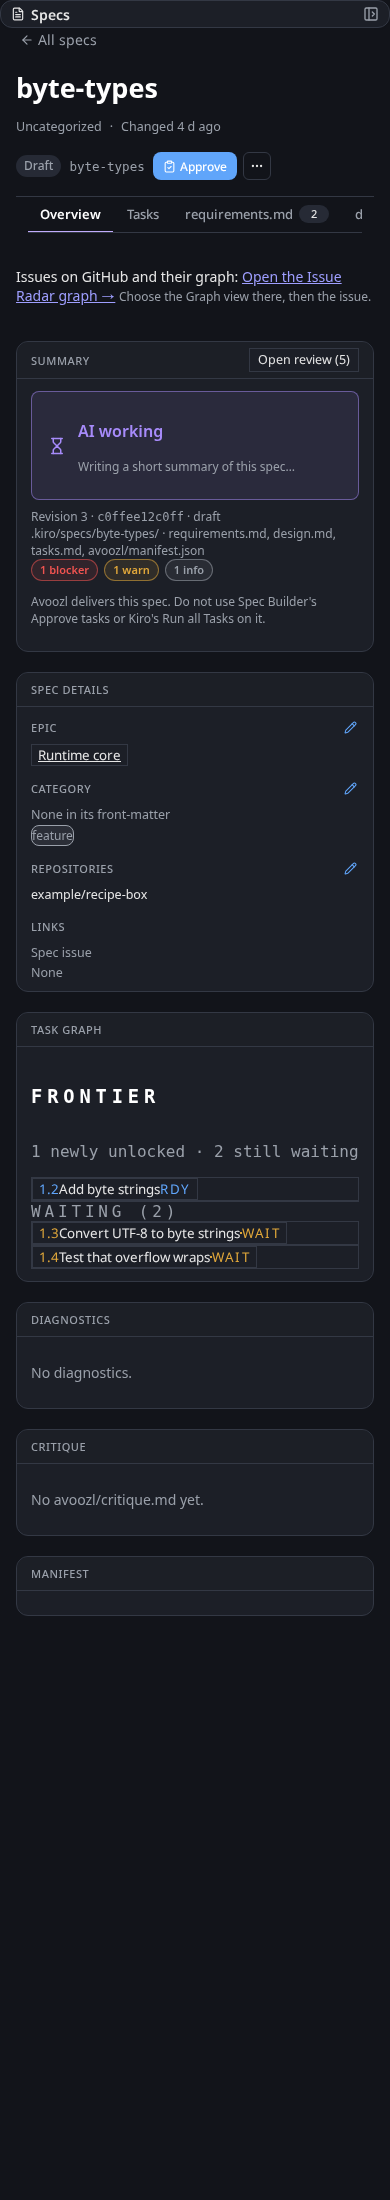 Specs
← All specs
byte-types
Uncategorized · Changed 4 d ago
Draft byte-types Approve ···
Overview Tasks requirements.md 2 d
Issues on GitHub and their graph: Open the Issue
Radar graph → Choose the Graph view there, then the issue.
SUMMARY Open review (5)
AI working
Writing a short summary of this spec…
Revision 3 · c0ffee12c0ff · draft
.kiro/specs/byte-types/ · requirements.md, design.md,
tasks.md, avoozl/manifest.json
1 blocker 1 warn 1 info
Avoozl delivers this spec. Do not use Spec Builder's
Approve tasks or Kiro's Run all Tasks on it.
SPEC DETAILS
EPIC
Runtime core
CATEGORY
None in its front-matter
feature
REPOSITORIES
example/recipe-box
LINKS
Spec issue
None
TASK GRAPH
FRONTIER
1 newly unlocked · 2 still waiting
1.2Add byte stringsRDY
WAITING (2)
1.3Convert UTF-8 to byte strings·WAIT
1.4Test that overflow wraps·WAIT
DIAGNOSTICS
No diagnostics.
CRITIQUE
No avoozl/critique.md yet.
MANIFEST